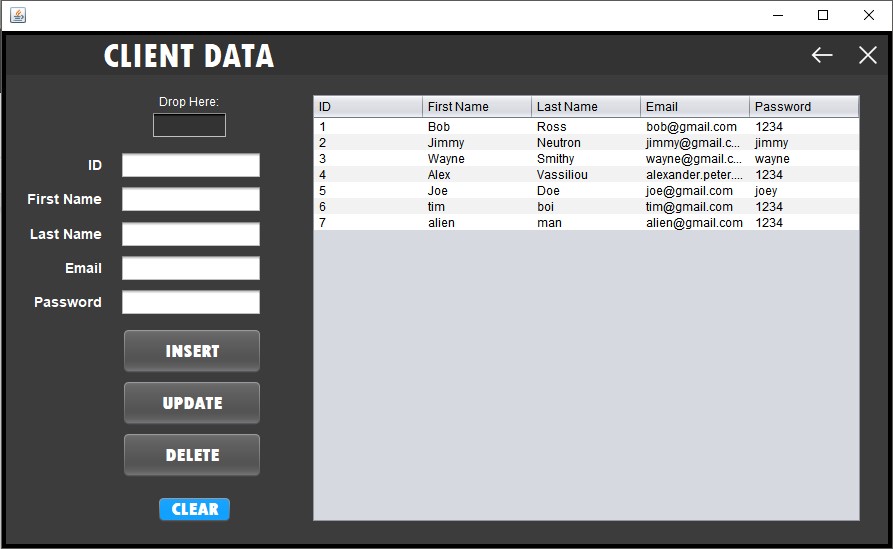 CLIENT DATA
Drop Here:
ID
First Name
Last Name
Email
Password
INSERT
UPDATE
DELETE
CLEAR
ID First Name Last Name Email Password
1 Bob Ross bob@gmail.com 1234
2 Jimmy Neutron jimmy@gmail.c... jimmy
3 Wayne Smithy wayne@gmail.c... wayne
4 Alex Vassiliou alexander.peter.... 1234
5 Joe Doe joe@gmail.com joey
6 tim boi tim@gmail.com 1234
7 alien man alien@gmail.com 1234